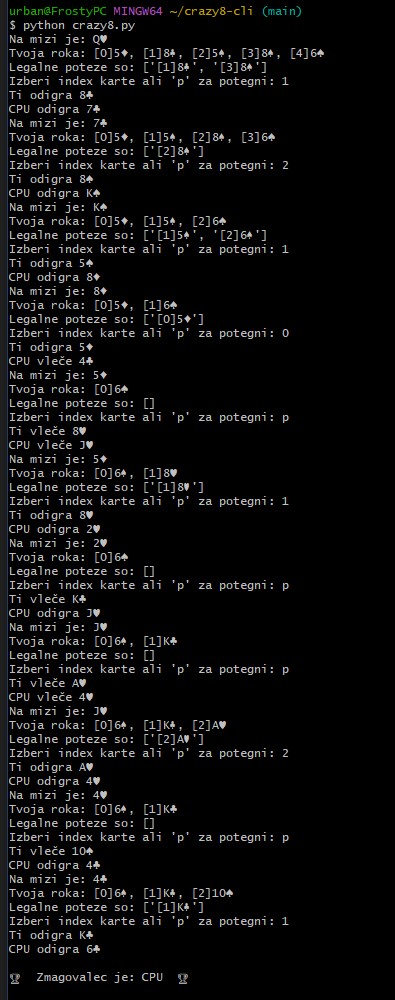 urban@FrostyPC MINGW64 ~/crazy8-cli (main)
$ python crazy8.py
Na mizi je: Q♥
Tvoja roka: [0]5♦, [1]8♣, [2]5♠, [3]8♠, [4]6♠
Legalne poteze so: ['[1]8♣', '[3]8♠']
Izberi index karte ali 'p' za potegni: 1
Ti odigra 8♣
CPU odigra 7♣
Na mizi je: 7♣
Tvoja roka: [0]5♦, [1]5♠, [2]8♠, [3]6♠
Legalne poteze so: ['[2]8♠']
Izberi index karte ali 'p' za potegni: 2
Ti odigra 8♠
CPU odigra K♠
Na mizi je: K♠
Tvoja roka: [0]5♦, [1]5♠, [2]6♠
Legalne poteze so: ['[1]5♠', '[2]6♠']
Izberi index karte ali 'p' za potegni: 1
Ti odigra 5♠
CPU odigra 8♦
Na mizi je: 8♦
Tvoja roka: [0]5♦, [1]6♠
Legalne poteze so: ['[0]5♦']
Izberi index karte ali 'p' za potegni: 0
Ti odigra 5♦
CPU vleče 4♣
Na mizi je: 5♦
Tvoja roka: [0]6♠
Legalne poteze so: []
Izberi index karte ali 'p' za potegni: p
Ti vleče 8♥
CPU vleče J♥
Na mizi je: 5♦
Tvoja roka: [0]6♠, [1]8♥
Legalne poteze so: ['[1]8♥']
Izberi index karte ali 'p' za potegni: 1
Ti odigra 8♥
CPU odigra 2♥
Na mizi je: 2♥
Tvoja roka: [0]6♠
Legalne poteze so: []
Izberi index karte ali 'p' za potegni: p
Ti vleče K♣
CPU odigra J♥
Na mizi je: J♥
Tvoja roka: [0]6♠, [1]K♣
Legalne poteze so: []
Izberi index karte ali 'p' za potegni: p
Ti vleče A♥
CPU vleče 4♥
Na mizi je: J♥
Tvoja roka: [0]6♠, [1]K♣, [2]A♥
Legalne poteze so: ['[2]A♥']
Izberi index karte ali 'p' za potegni: 2
Ti odigra A♥
CPU odigra 4♥
Na mizi je: 4♥
Tvoja roka: [0]6♠, [1]K♣
Legalne poteze so: []
Izberi index karte ali 'p' za potegni: p
Ti vleče 10♠
CPU odigra 4♣
Na mizi je: 4♣
Tvoja roka: [0]6♠, [1]K♣, [2]10♠
Legalne poteze so: ['[1]K♣']
Izberi index karte ali 'p' za potegni: 1
Ti odigra K♣
CPU odigra 6♣
🏆 Zmagovalec je: CPU 🏆